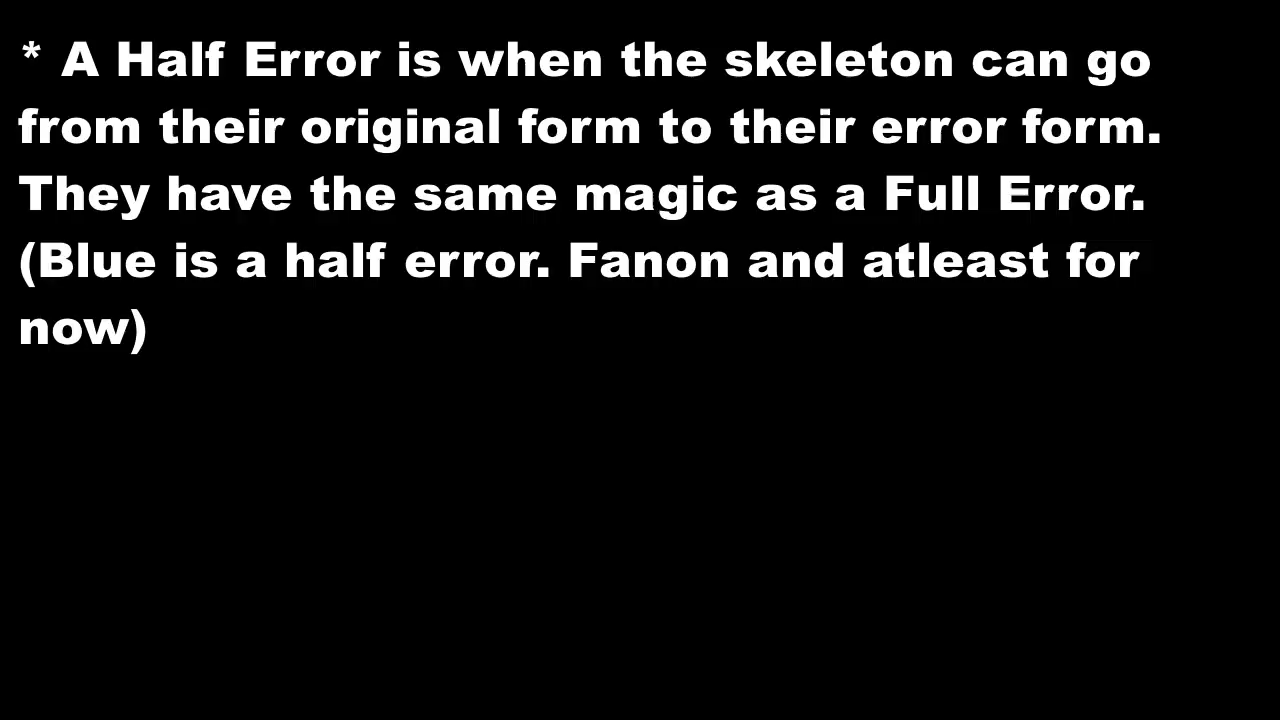 * A Half Error is when the skeleton can go
from their original form to their error form.
They have the same magic as a Full Error.
(Blue is a half error. Fanon and atleast for
now)